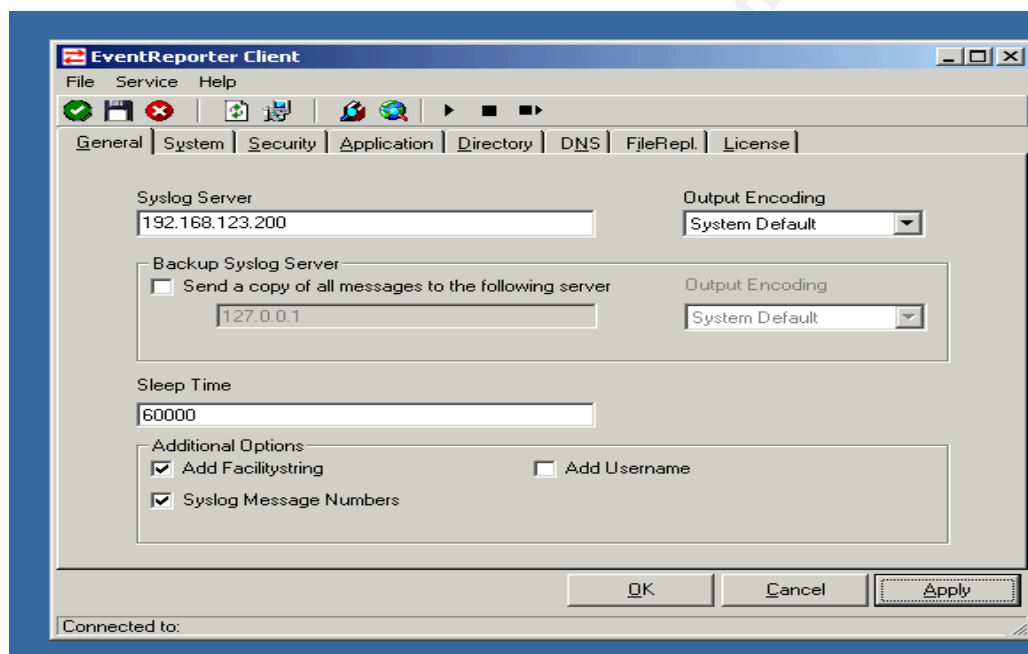 EventReporter Client
File Service Help
General System Security Application Directory DNS FileRepl. License
Syslog Server Output Encoding
192.168.123.200 System Default
Backup Syslog Server
Send a copy of all messages to the following server Output Encoding
127.0.0.1 System Default
Sleep Time
60000
Additional Options
Add Facilitystring Add Username
Syslog Message Numbers
OK Cancel Apply
Connected to: